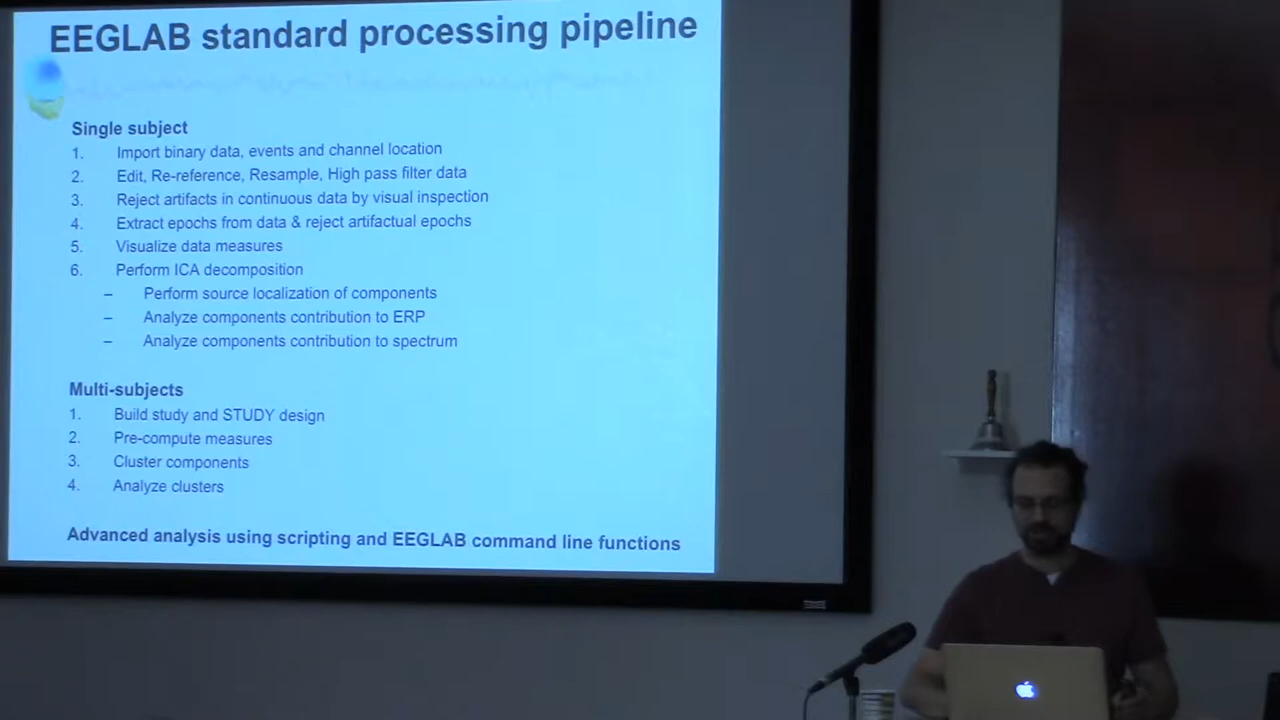 EEGLAB standard processing pipeline
Single subject
1. Import binary data, events and channel location
2. Edit, Re-reference, Resample, High pass filter data
3. Reject artifacts in continuous data by visual inspection
4. Extract epochs from data & reject artifactual epochs
5. Visualize data measures
6. Perform ICA decomposition
– Perform source localization of components
– Analyze components contribution to ERP
– Analyze components contribution to spectrum
Multi-subjects
1. Build study and STUDY design
2. Pre-compute measures
3. Cluster components
4. Analyze clusters
Advanced analysis using scripting and EEGLAB command line functions